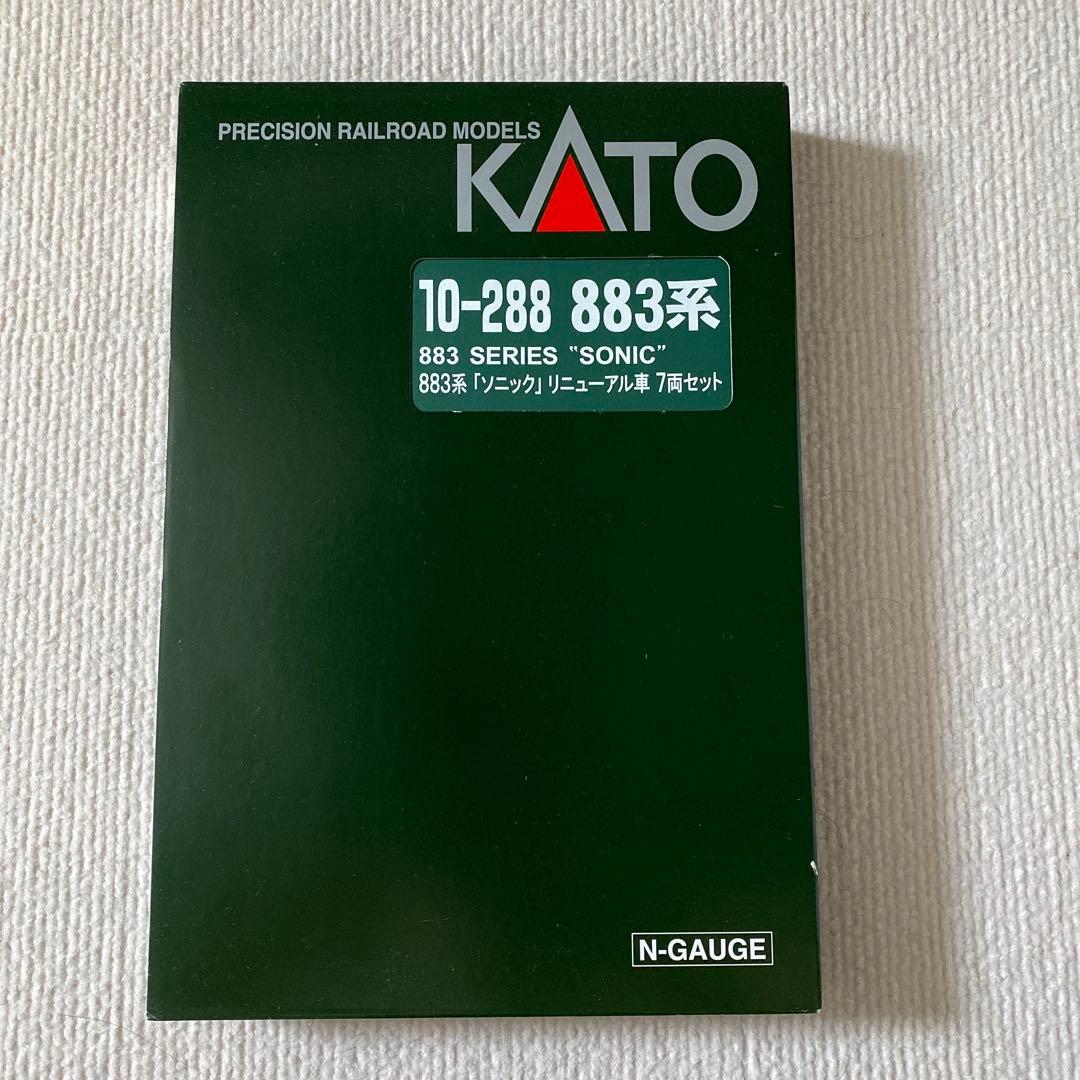 PRECISION RAILROAD MODELS
KATO
10-288 883系
883 SERIES "SONIC"
883系「ソニック」リニューアル車 7両セット
N-GAUGE